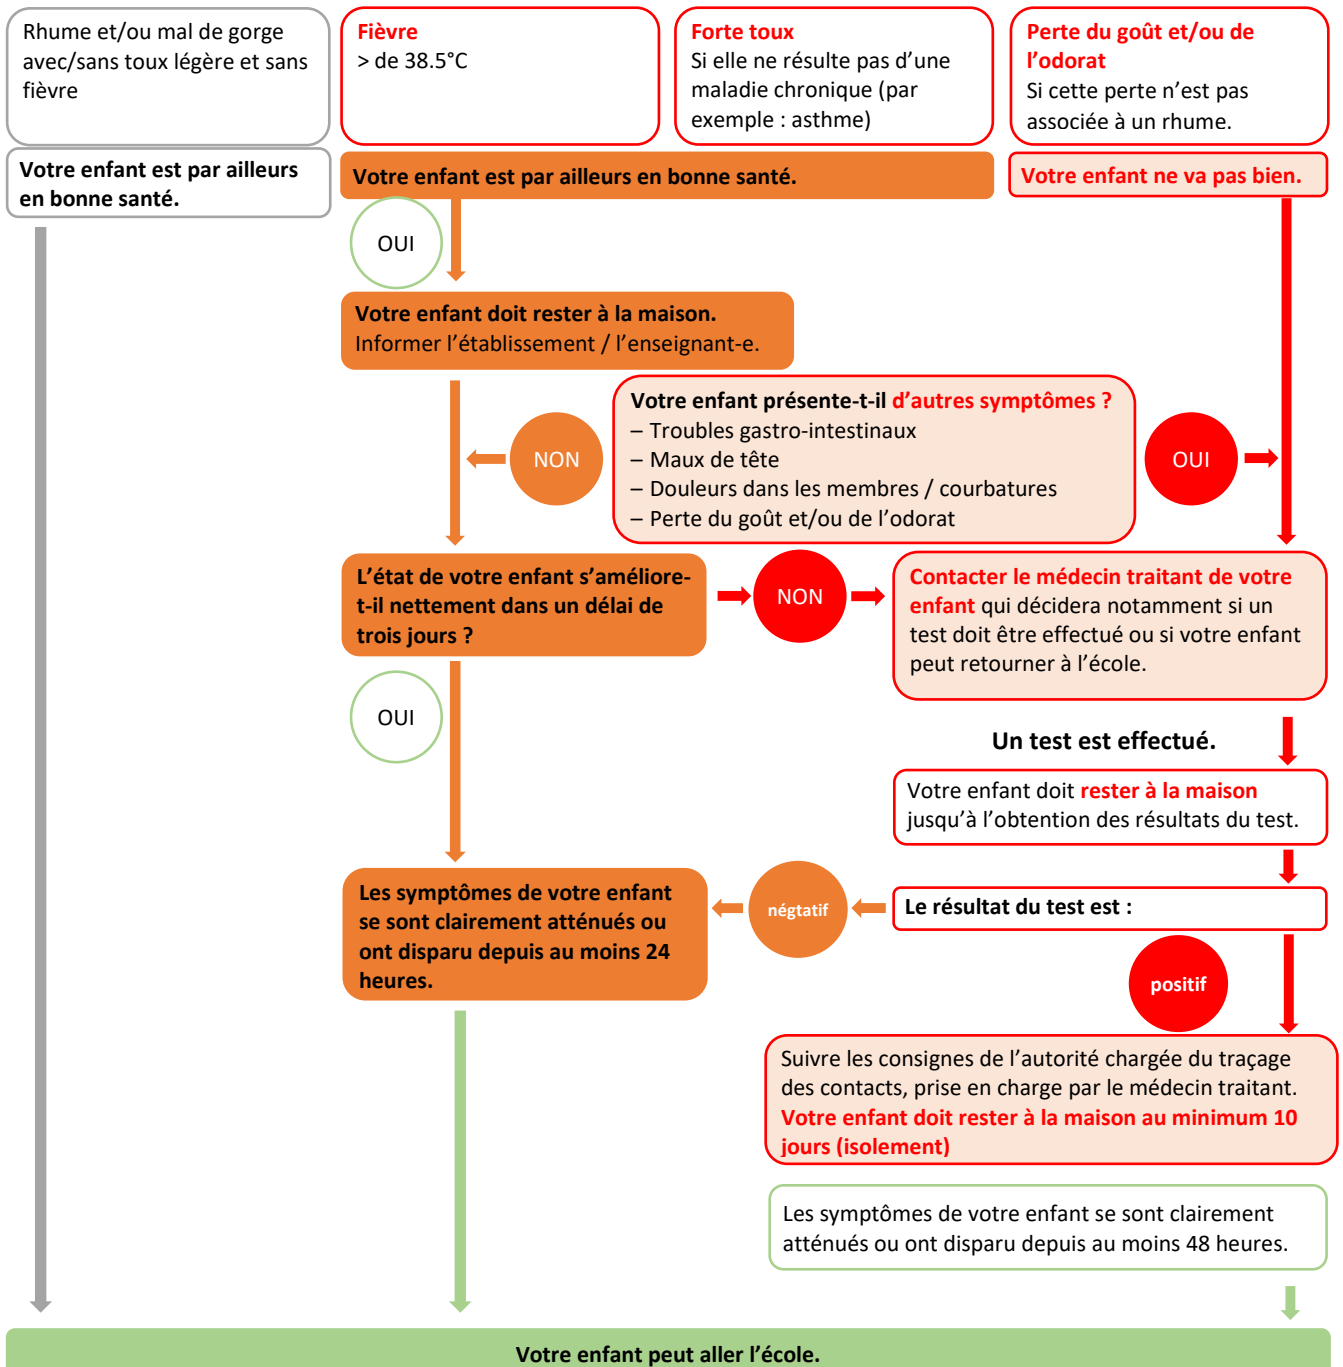 Rhume et/ou mal de gorge
avec/sans toux légère et sans
fièvre
Fièvre
> de 38.5°C
Forte toux
Si elle ne résulte pas d’une
maladie chronique (par
exemple : asthme)
Perte du goût et/ou de
l’odorat
Si cette perte n’est pas
associée à un rhume.
Votre enfant est par ailleurs
en bonne santé.
Votre enfant est par ailleurs en bonne santé.
Votre enfant ne va pas bien.
OUI
Votre enfant doit rester à la maison.
Informer l’établissement / l’enseignant-e.
Votre enfant présente-t-il d’autres symptômes ?
– Troubles gastro-intestinaux
– Maux de tête
– Douleurs dans les membres / courbatures
– Perte du goût et/ou de l’odorat
NON
OUI
L’état de votre enfant s’améliore-
t-il nettement dans un délai de
trois jours ?
NON
Contacter le médecin traitant de votre
enfant qui décidera notamment si un
test doit être effectué ou si votre enfant
peut retourner à l’école.
OUI
Un test est effectué.
Votre enfant doit rester à la maison
jusqu’à l’obtention des résultats du test.
Les symptômes de votre enfant
se sont clairement atténués ou
ont disparu depuis au moins 24
heures.
négtatif
Le résultat du test est :
positif
Suivre les consignes de l’autorité chargée du traçage
des contacts, prise en charge par le médecin traitant.
Votre enfant doit rester à la maison au minimum 10
jours (isolement)
Les symptômes de votre enfant se sont clairement
atténués ou ont disparu depuis au moins 48 heures.
Votre enfant peut aller l’école.